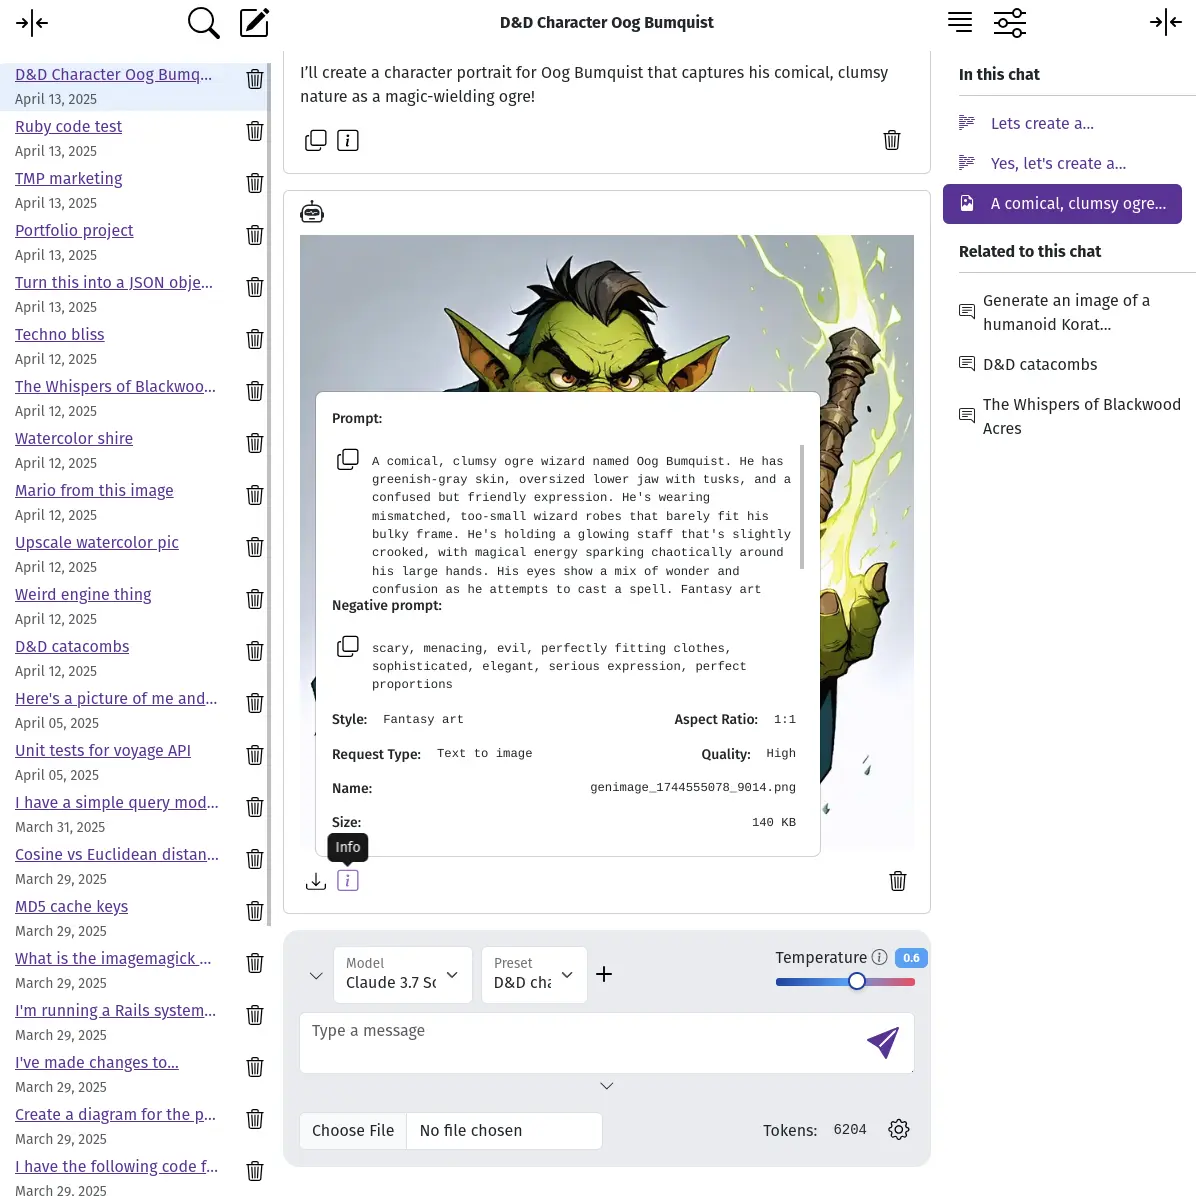 D&D Character Oog Bumquist
D&D Character Oog Bumq...
April 13, 2025
Ruby code test
April 13, 2025
TMP marketing
April 13, 2025
Portfolio project
April 13, 2025
Turn this into a JSON obje...
April 13, 2025
Techno bliss
April 12, 2025
The Whispers of Blackwoo...
April 12, 2025
Watercolor shire
April 12, 2025
Mario from this image
April 12, 2025
Upscale watercolor pic
April 12, 2025
Weird engine thing
April 12, 2025
D&D catacombs
April 12, 2025
Here's a picture of me and...
April 05, 2025
Unit tests for voyage API
April 05, 2025
I have a simple query mod...
March 31, 2025
Cosine vs Euclidean distan...
March 29, 2025
MD5 cache keys
March 29, 2025
What is the imagemagick ...
March 29, 2025
I'm running a Rails system...
March 29, 2025
I've made changes to...
March 29, 2025
Create a diagram for the p...
March 29, 2025
I have the following code f...
March 29, 2025
I'll create a character portrait for Oog Bumquist that captures his comical, clumsy
nature as a magic-wielding ogre!
Prompt:
A comical, clumsy ogre wizard named Oog Bumquist. He has
greenish-gray skin, oversized lower jaw with tusks, and a
confused but friendly expression. He's wearing
mismatched, too-small wizard robes that barely fit his
bulky frame. He's holding a glowing staff that's slightly
crooked, with magical energy sparking chaotically around
his large hands. His eyes show a mix of wonder and
confusion as he attempts to cast a spell. Fantasy art
Negative prompt:
scary, menacing, evil, perfectly fitting clothes,
sophisticated, elegant, serious expression, perfect
proportions
Style: Fantasy art Aspect Ratio: 1:1
Request Type: Text to image Quality: High
Name: genimage_1744555078_9014.png
Size: 140 KB
Info
Model
Claude 3.7 Sc
Preset
D&D cha
Temperature 0.6
Type a message
Choose File No file chosen
Tokens: 6204
In this chat
Lets create a...
Yes, let's create a...
A comical, clumsy ogre...
Related to this chat
Generate an image of a
humanoid Korat...
D&D catacombs
The Whispers of Blackwood
Acres